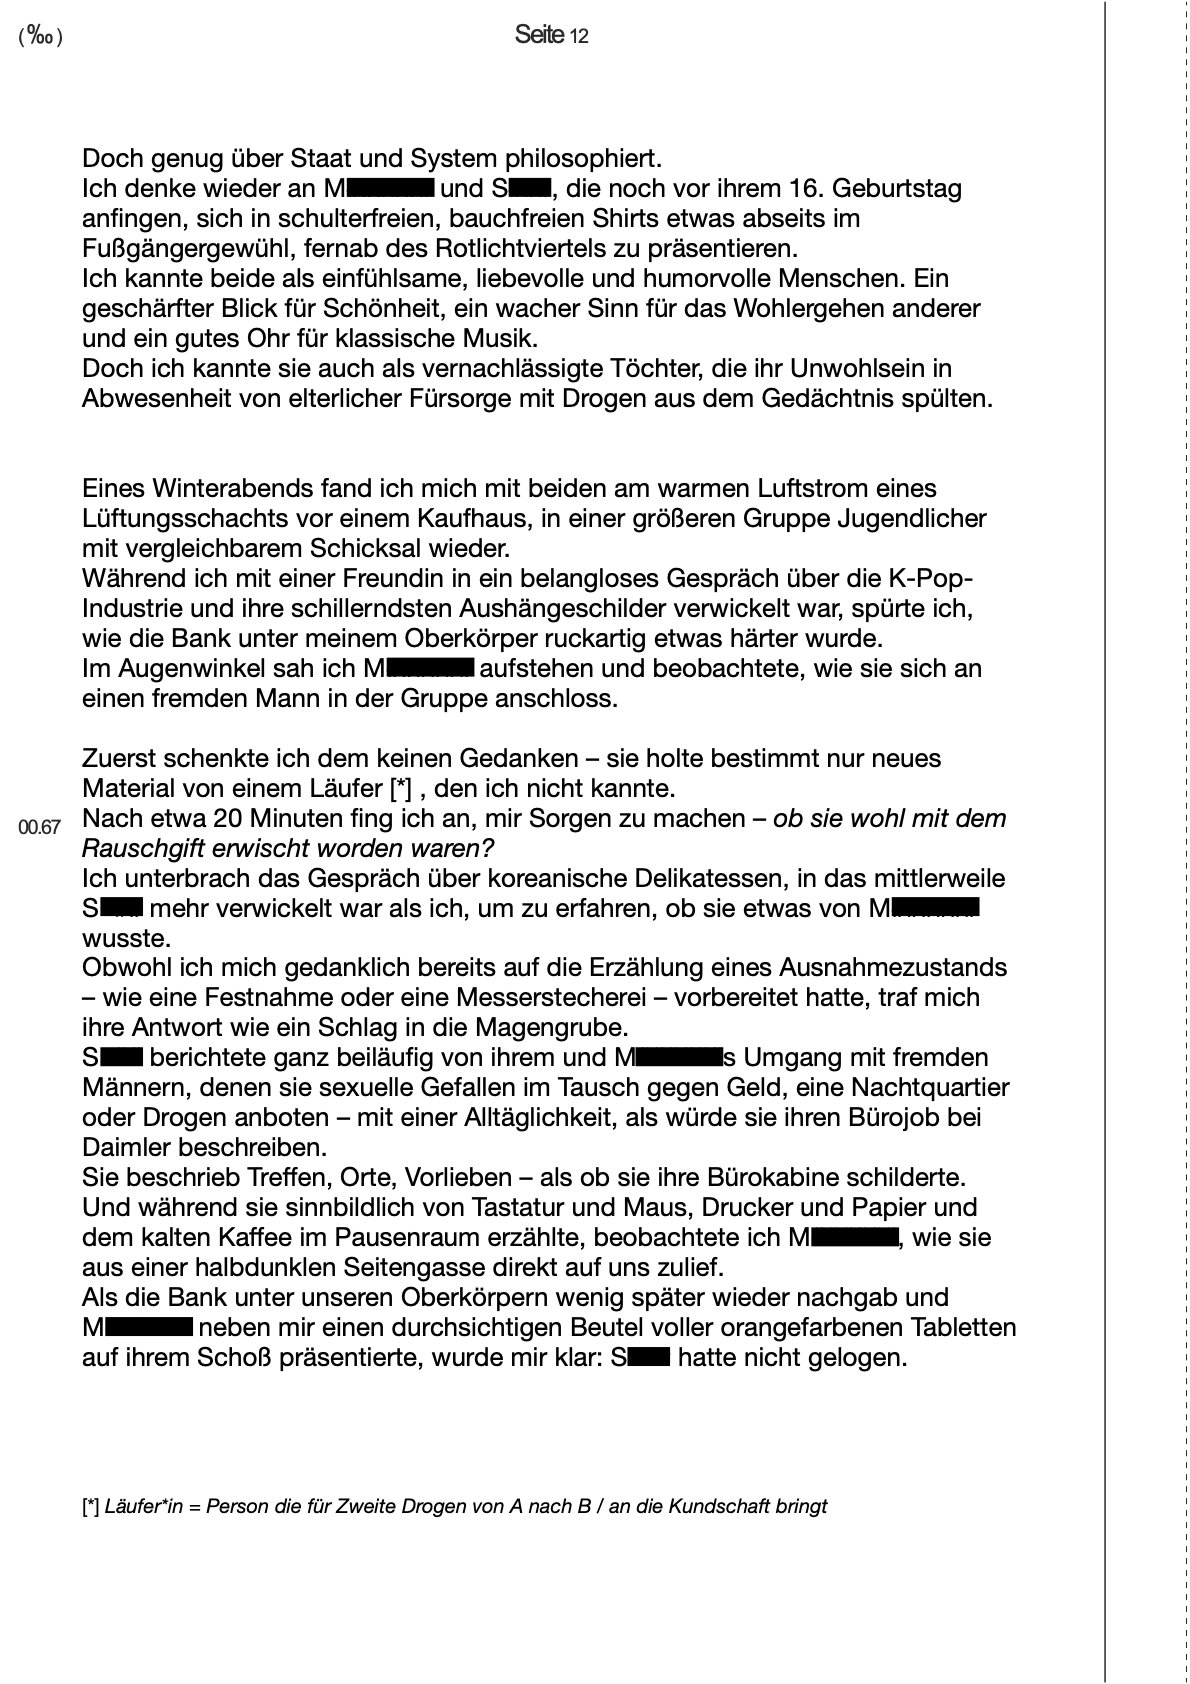 (‰)
Seite 12
Doch genug über Staat und System philosophiert.
Ich denke wieder an M und S, die noch vor ihrem 16. Geburtstag
anfingen, sich in schulterfreien, bauchfreien Shirts etwas abseits im
Fußgängergewühl, fernab des Rotlichtviertels zu präsentieren.
Ich kannte beide als einfühlsame, liebevolle und humorvolle Menschen. Ein
geschärfter Blick für Schönheit, ein wacher Sinn für das Wohlergehen anderer
und ein gutes Ohr für klassische Musik.
Doch ich kannte sie auch als vernachlässigte Töchter, die ihr Unwohlsein in
Abwesenheit von elterlicher Fürsorge mit Drogen aus dem Gedächtnis spülten.
Eines Winterabends fand ich mich mit beiden am warmen Luftstrom eines
Lüftungsschachts vor einem Kaufhaus, in einer größeren Gruppe Jugendlicher
mit vergleichbarem Schicksal wieder.
Während ich mit einer Freundin in ein belangloses Gespräch über die K-Pop-
Industrie und ihre schillerndsten Aushängeschilder verwickelt war, spürte ich,
wie die Bank unter meinem Oberkörper ruckartig etwas härter wurde.
Im Augenwinkel sah ich M aufstehen und beobachtete, wie sie sich an
einen fremden Mann in der Gruppe anschloss.
Zuerst schenkte ich dem keinen Gedanken – sie holte bestimmt nur neues
Material von einem Läufer [*] , den ich nicht kannte.
00.67 Nach etwa 20 Minuten fing ich an, mir Sorgen zu machen – ob sie wohl mit dem
Rauschgift erwischt worden waren?
Ich unterbrach das Gespräch über koreanische Delikatessen, in das mittlerweile
S mehr verwickelt war als ich, um zu erfahren, ob sie etwas von M
wusste.
Obwohl ich mich gedanklich bereits auf die Erzählung eines Ausnahmezustands
– wie eine Festnahme oder eine Messerstecherei – vorbereitet hatte, traf mich
ihre Antwort wie ein Schlag in die Magengrube.
S berichtete ganz beiläufig von ihrem und Ms Umgang mit fremden
Männern, denen sie sexuelle Gefallen im Tausch gegen Geld, eine Nachtquartier
oder Drogen anboten – mit einer Alltäglichkeit, als würde sie ihren Bürojob bei
Daimler beschreiben.
Sie beschrieb Treffen, Orte, Vorlieben – als ob sie ihre Bürokabine schilderte.
Und während sie sinnbildlich von Tastatur und Maus, Drucker und Papier und
dem kalten Kaffee im Pausenraum erzählte, beobachtete ich M, wie sie
aus einer halbdunklen Seitengasse direkt auf uns zulief.
Als die Bank unter unseren Oberkörpern wenig später wieder nachgab und
M neben mir einen durchsichtigen Beutel voller orangefarbenen Tabletten
auf ihrem Schoß präsentierte, wurde mir klar: S hatte nicht gelogen.
[*] Läufer*in = Person die für Zweite Drogen von A nach B / an die Kundschaft bringt